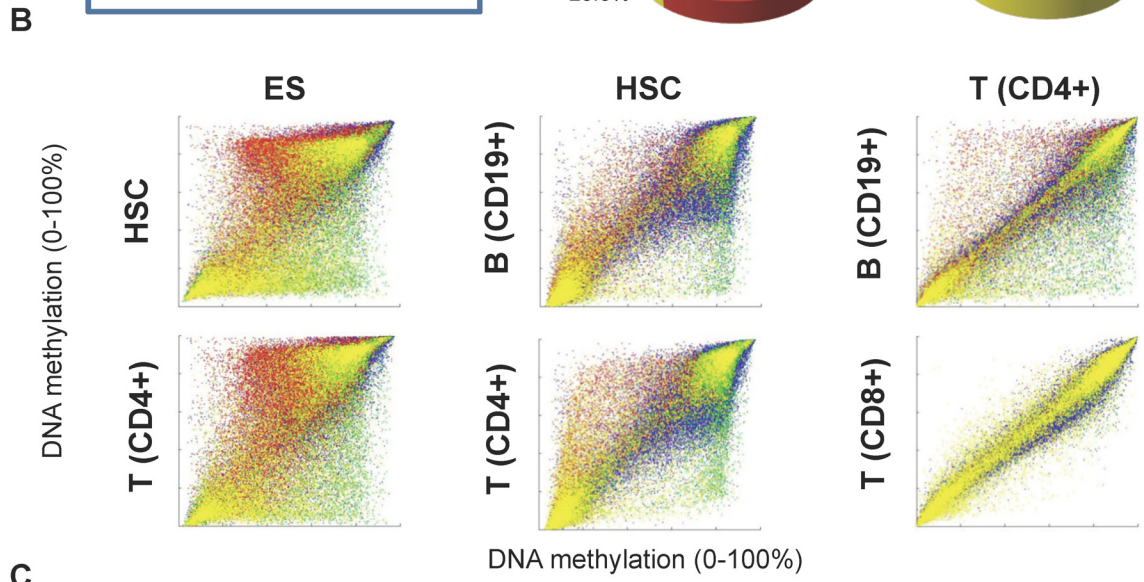 B
ES
HSC
T (CD4+)
DNA methylation (0-100%)
HSC
B (CD19+)
B (CD19+)
T (CD4+)
T (CD4+)
T (CD8+)
DNA methylation (0-100%)